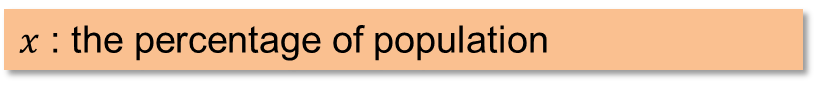 x : the percentage of population